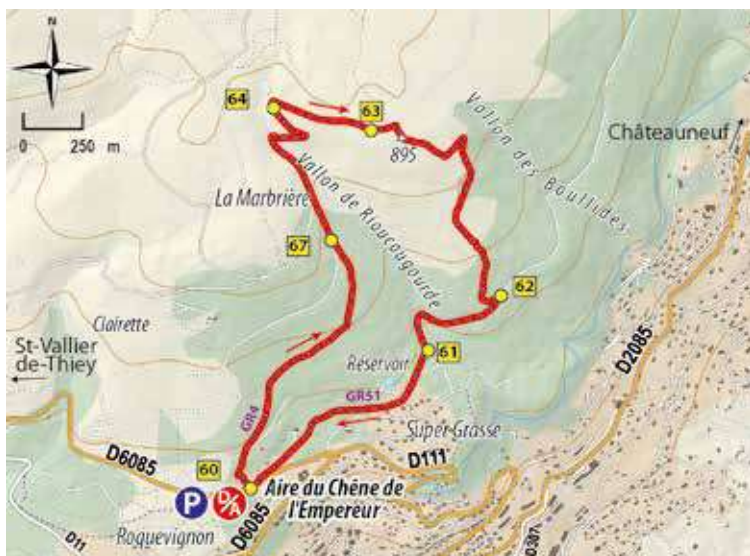 N
0 250 m
64
63
895
Châteauneuf
Vallon des Boullides
La Marbrière
Vallon de Riaucougourde
67
62
Clairette
St-Vallier
de-Thiey
61
Réservoir
D2085
GR4
GR51
Super-Grasse
D6085
60
D111
P
D/A
Aire du Chêne de
l'Empereur
Roquevignon
D6085
D11
D307